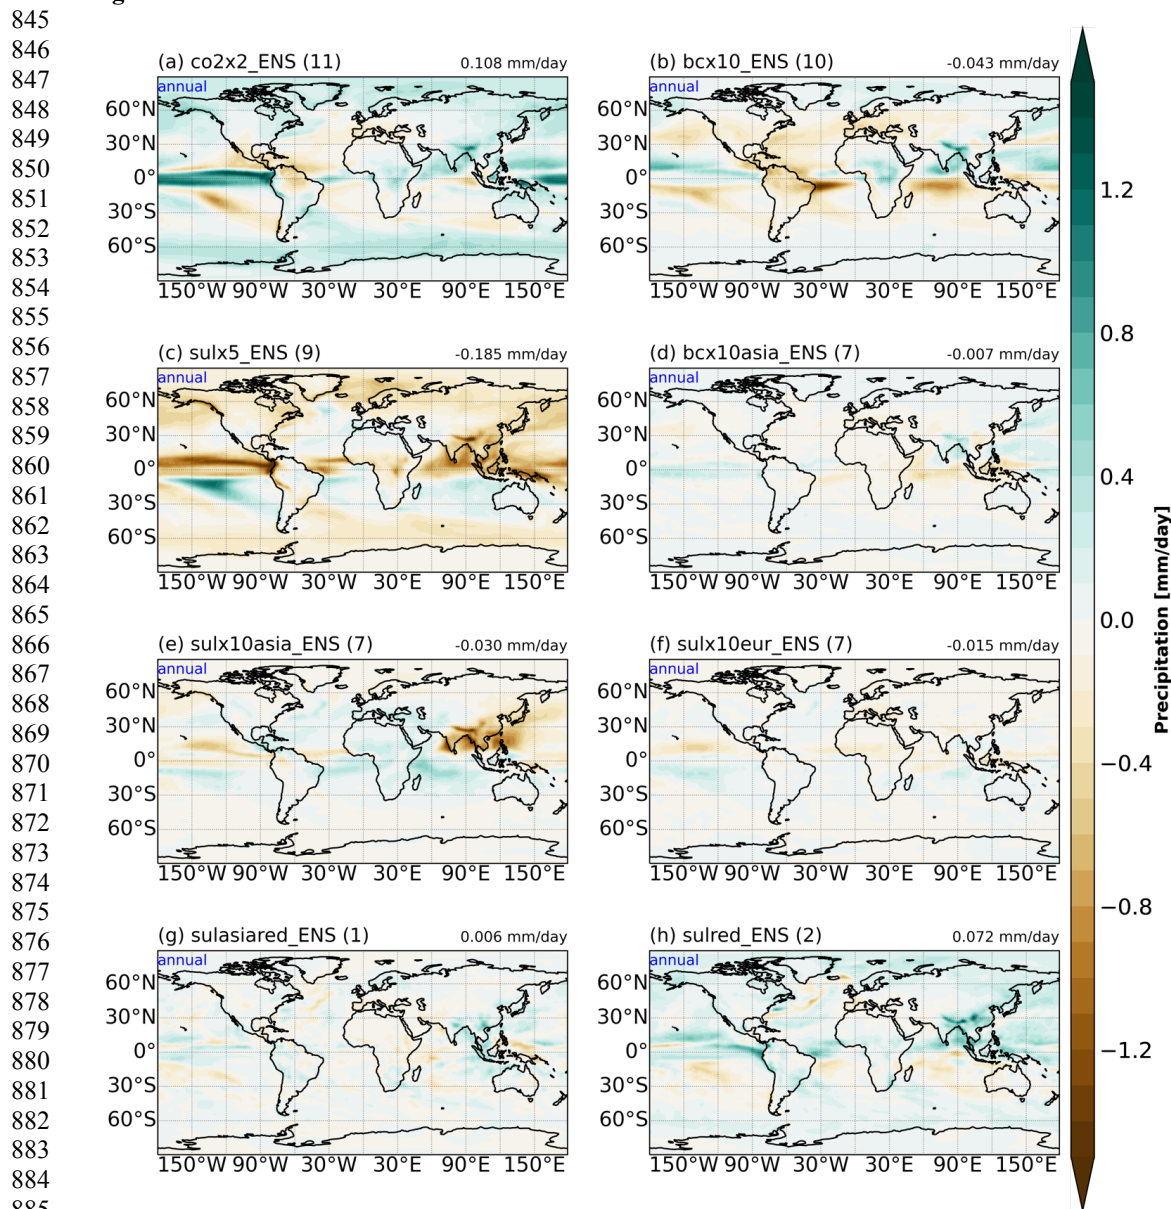 845
846
847
848
849
850
851
852
853
854
855
856
857
858
859
860
861
862
863
864
865
866
867
868
869
870
871
872
873
874
875
876
877
878
879
880
881
882
883
884
885
(a) co2x2_ENS (11) 0.108 mm/day
annual
60°N
30°N
0°
30°S
60°S
150°W 90°W 30°W 30°E 90°E 150°E
(b) bcx10_ENS (10) -0.043 mm/day
annual
60°N
30°N
0°
30°S
60°S
150°W 90°W 30°W 30°E 90°E 150°E
(c) sulx5_ENS (9) -0.185 mm/day
annual
60°N
30°N
0°
30°S
60°S
150°W 90°W 30°W 30°E 90°E 150°E
(d) bcx10asia_ENS (7) -0.007 mm/day
annual
60°N
30°N
0°
30°S
60°S
150°W 90°W 30°W 30°E 90°E 150°E
(e) sulx10asia_ENS (7) -0.030 mm/day
annual
60°N
30°N
0°
30°S
60°S
150°W 90°W 30°W 30°E 90°E 150°E
(f) sulx10eur_ENS (7) -0.015 mm/day
annual
60°N
30°N
0°
30°S
60°S
150°W 90°W 30°W 30°E 90°E 150°E
(g) sulasiared_ENS (1) 0.006 mm/day
annual
60°N
30°N
0°
30°S
60°S
150°W 90°W 30°W 30°E 90°E 150°E
(h) sulred_ENS (2) 0.072 mm/day
annual
60°N
30°N
0°
30°S
60°S
150°W 90°W 30°W 30°E 90°E 150°E
1.2
0.8
0.4
0.0
−0.4
−0.8
−1.2
Precipitation [mm/day]